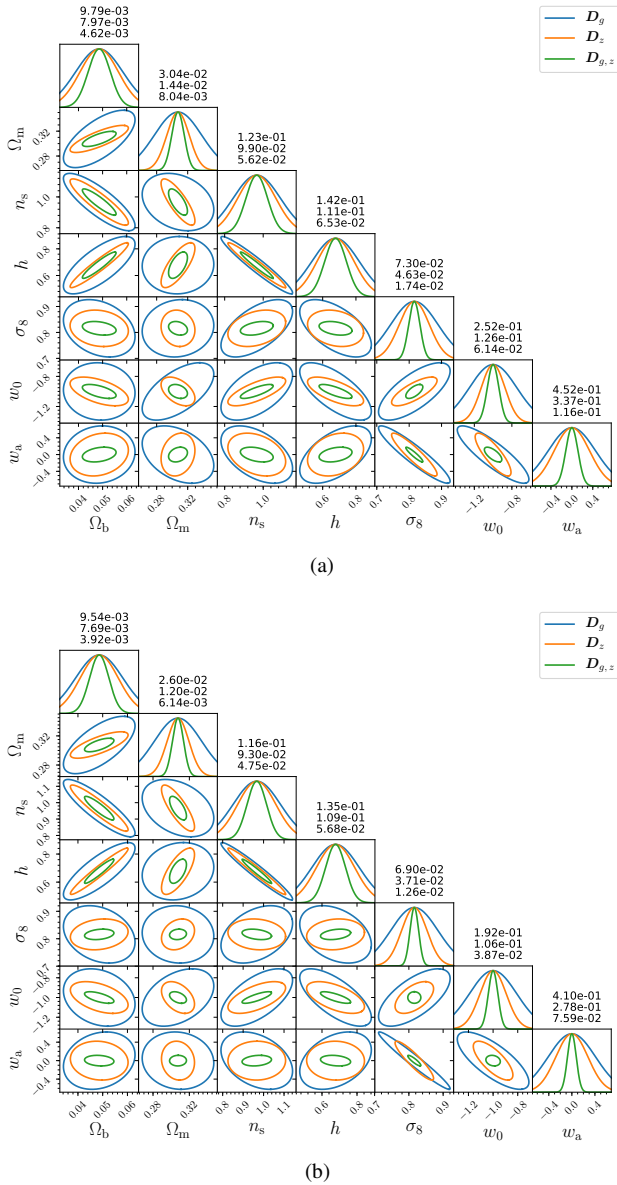 9.79e-03
7.97e-03
4.62e-03
D_g
D_z
D_{g,z}
3.04e-02
1.44e-02
8.04e-03
Ω_m
0.32
0.28
1.23e-01
9.90e-02
5.62e-02
n_s
1.0
0.8
1.42e-01
1.11e-01
6.53e-02
h
0.8
0.6
7.30e-02
4.63e-02
1.74e-02
σ_8
0.9
0.8
0.7
2.52e-01
1.26e-01
6.14e-02
w_0
−0.8
−1.2
4.52e-01
3.37e-01
1.16e-01
w_a
0.4
0.0
−0.4
0.04 0.05 0.06 0.28 0.32 0.8 1.0 0.6 0.8 0.7 0.8 0.9 −1.2 −0.8 −0.4 0.0 0.4
Ω_b Ω_m n_s h σ_8 w_0 w_a
(a)
9.54e-03
7.69e-03
3.92e-03
D_g
D_z
D_{g,z}
2.60e-02
1.20e-02
6.14e-03
Ω_m
0.32
0.28
1.16e-01
9.30e-02
4.75e-02
n_s
1.1
1.0
0.9
0.8
1.35e-01
1.09e-01
5.68e-02
h
0.8
0.6
6.90e-02
3.71e-02
1.26e-02
σ_8
0.9
0.8
0.7
1.92e-01
1.06e-01
3.87e-02
w_0
−0.8
−1.0
−1.2
4.10e-01
2.78e-01
7.59e-02
w_a
0.4
0.0
−0.4
0.04 0.05 0.06 0.28 0.32 0.8 0.9 1.0 1.1 0.6 0.8 0.7 0.8 0.9 −1.2 −1.0 −0.8 −0.4 0.0 0.4
Ω_b Ω_m n_s h σ_8 w_0 w_a
(b)